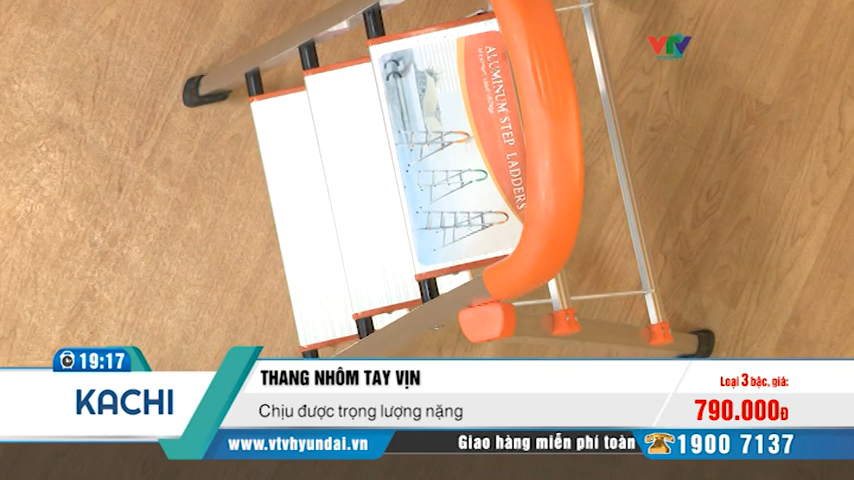 VTV
ALUMINUM STEP LADDERS
19:17
KACHI
THANG NHÔM TAY VỊN
Chịu được trọng lượng nặng
Loại 3 bậc, giá:
790.000Đ
www.vtvhyundai.vn
Giao hàng miễn phí toàn
1900 7137